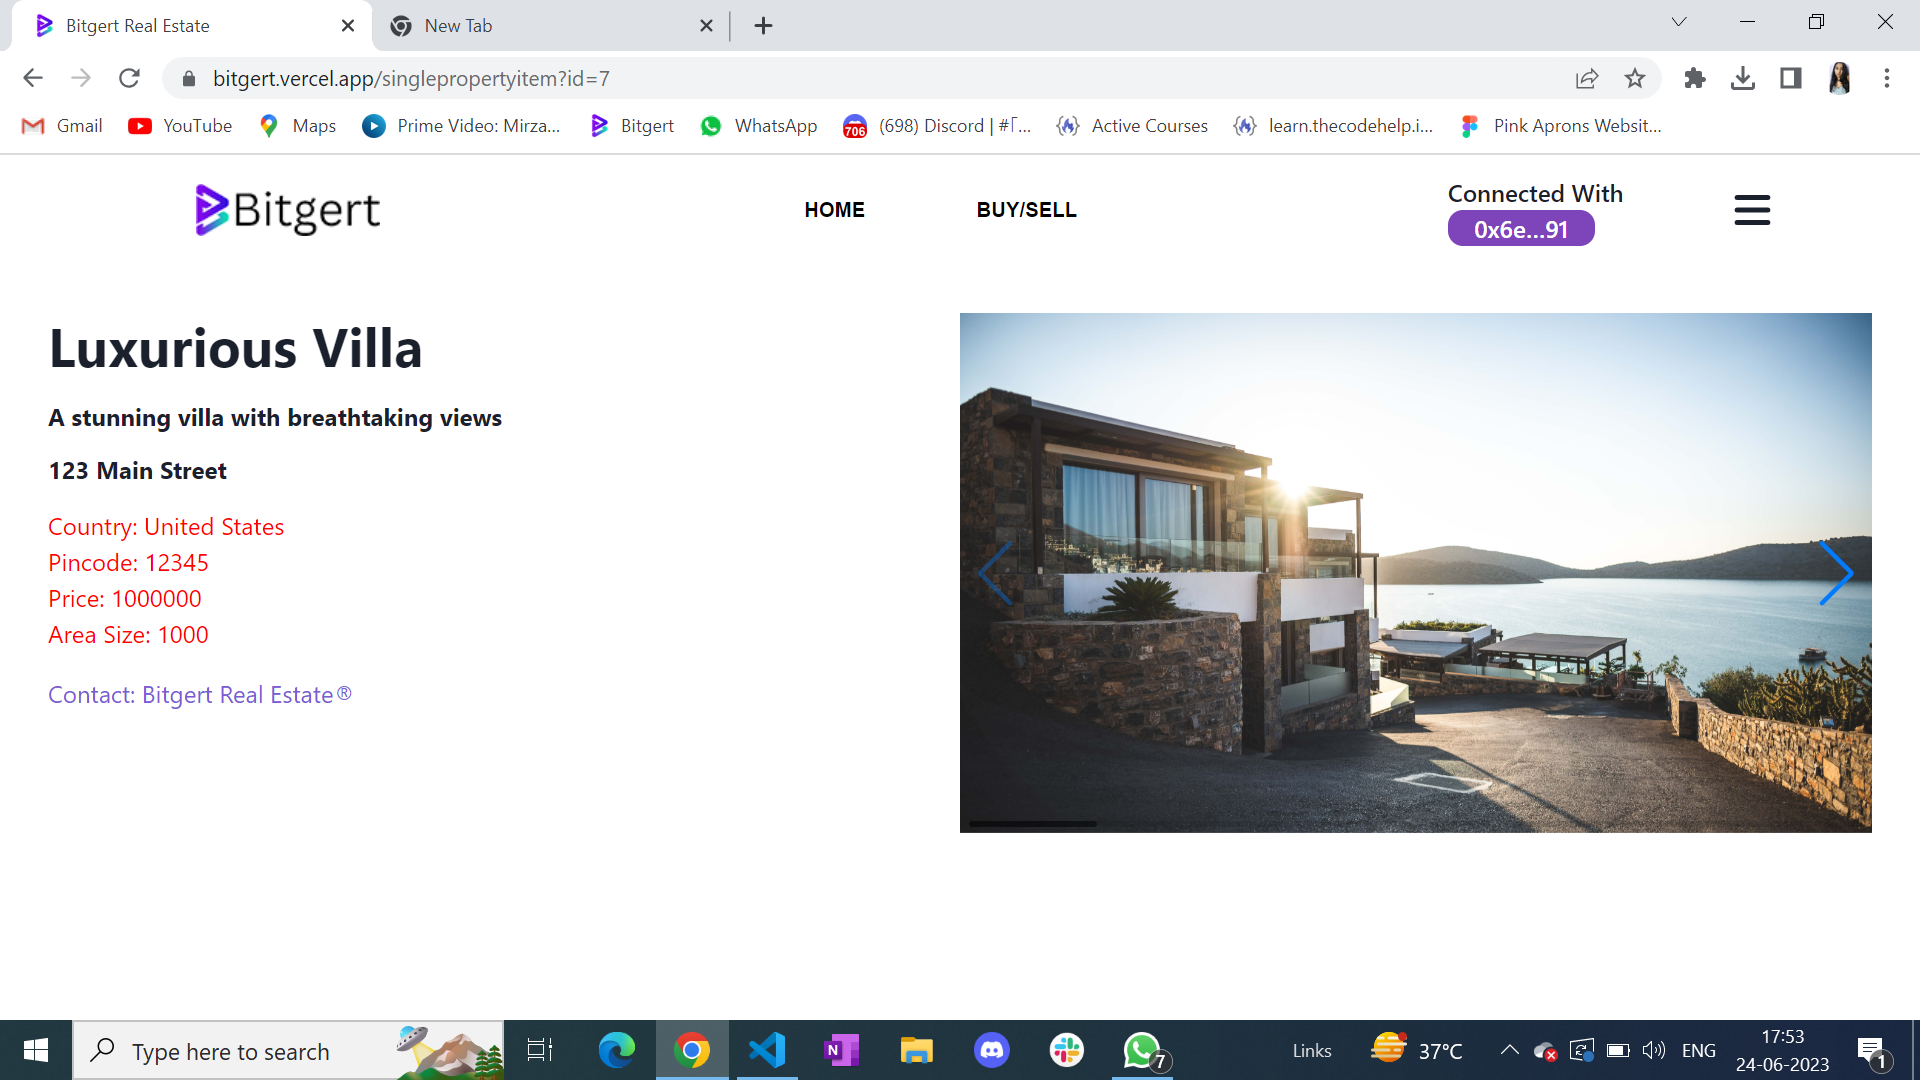 Bitgert Real Estate
New Tab
bitgert.vercel.app/singlepropertyitem?id=7
Gmail
YouTube
Maps
Prime Video: Mirza...
Bitgert
WhatsApp
706
(698) Discord | #「...
Active Courses
learn.thecodehelp.i...
Pink Aprons Websit...
Bitgert
HOME
BUY/SELL
Connected With
0x6e...91
Luxurious Villa
A stunning villa with breathtaking views
123 Main Street
Country: United States
Pincode: 12345
Price: 1000000
Area Size: 1000
Contact: Bitgert Real Estate®
Type here to search
N
7
Links
37°C
ENG
17:53
24-06-2023
1